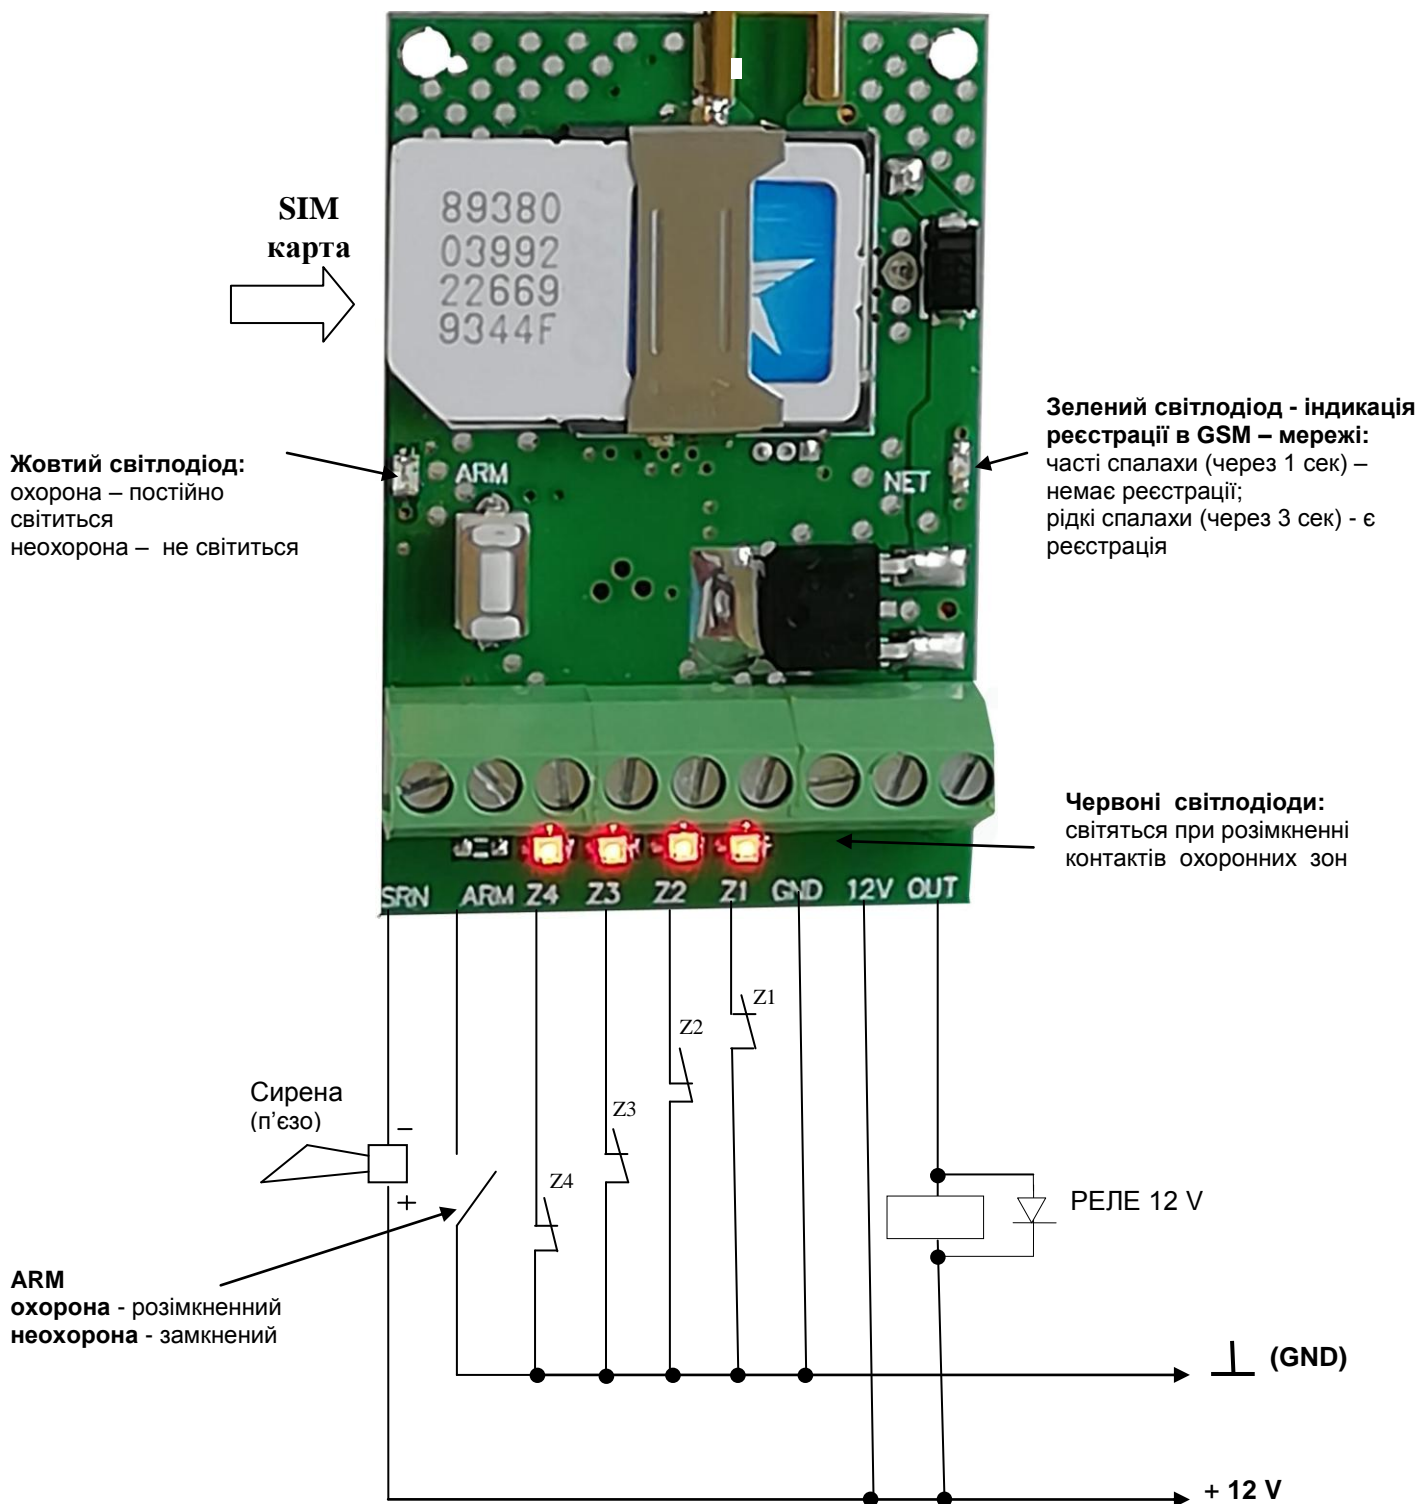 SIM
карта
89380
03992
22669
9344F
Жовтий світлодіод:
охорона – постійно
світиться
неохорона – не світиться
ARM
NET
Зелений світлодіод - індикація
реєстрації в GSM – мережі:
часті спалахи (через 1 сек) –
немає реєстрації;
рідкі спалахи (через 3 сек) - є
реєстрація
Червоні світлодіоди:
світяться при розімкненні
контактів охоронних зон
SRN ARM Z4 Z3 Z2 Z1 GND 12V OUT
Z1
Z2
Z3
Z4
Сирена
(п’єзо)
–
+
РЕЛЕ 12 V
ARM
охорона - розімкненний
неохорона - замкнений
(GND)
+ 12 V